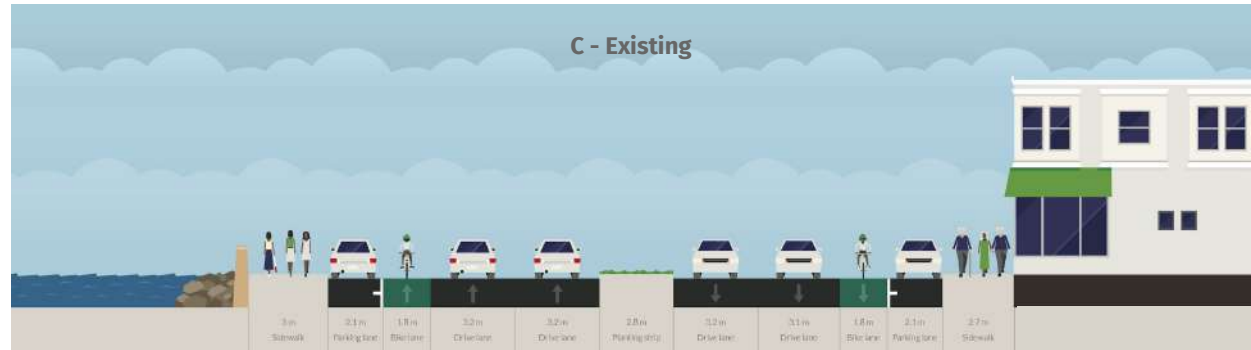 C - Existing
3 m
Sidewalk
2.1 m
Parking lane
1.8 m
Bike lane
3.2 m
Drive lane
3.2 m
Drive lane
2.8 m
Planting strip
3.2 m
Drive lane
3.1 m
Drive lane
1.8 m
Bike lane
2.1 m
Parking lane
2.7 m
Sidewalk